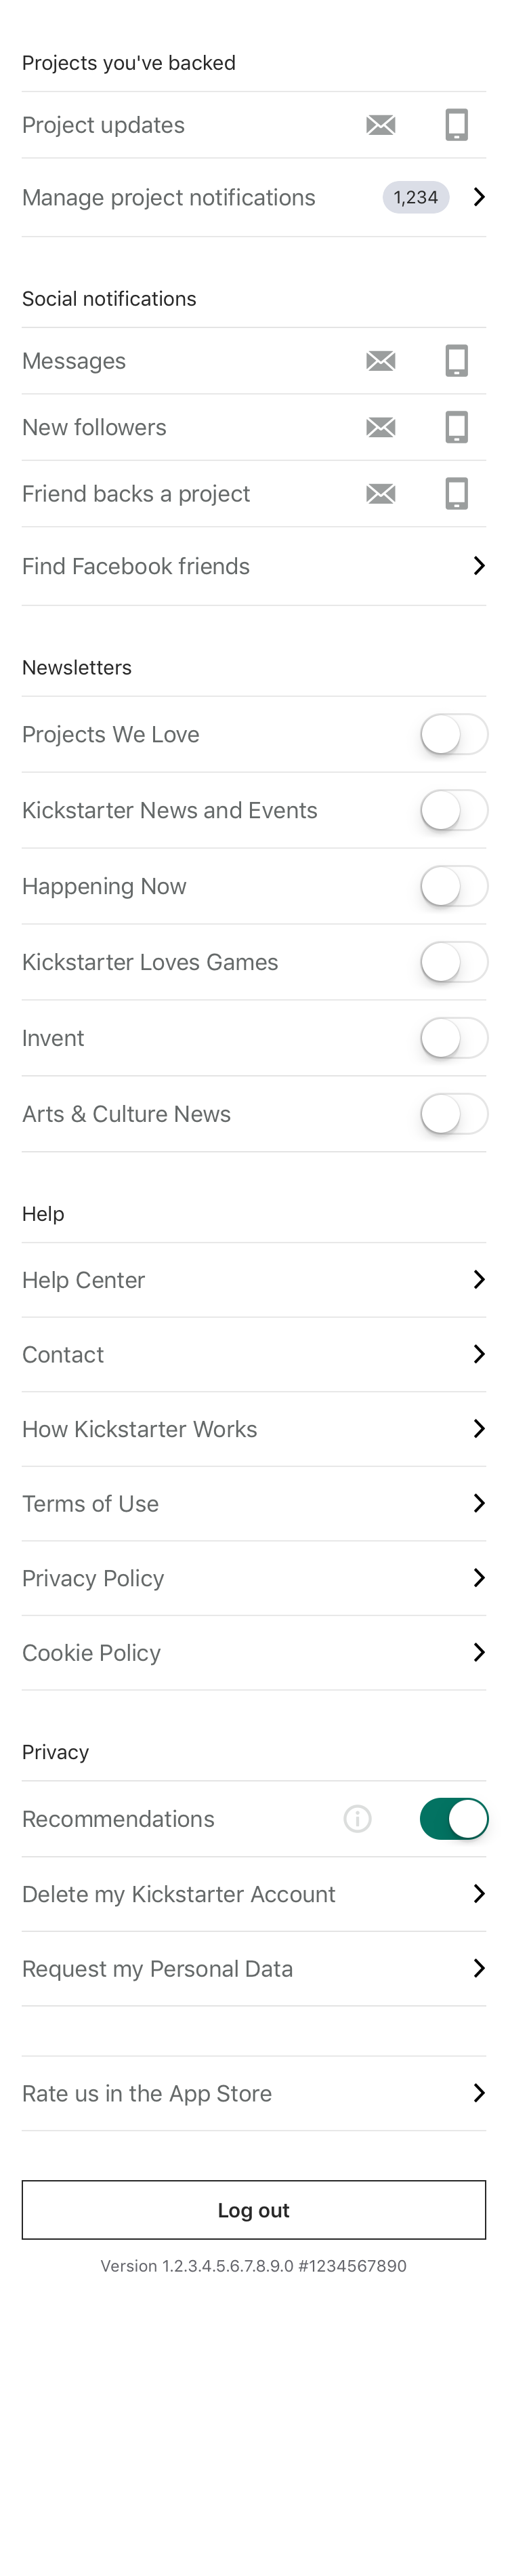 Projects you've backed
Project updates
Manage project notifications 1,234
Social notifications
Messages
New followers
Friend backs a project
Find Facebook friends
Newsletters
Projects We Love
Kickstarter News and Events
Happening Now
Kickstarter Loves Games
Invent
Arts & Culture News
Help
Help Center
Contact
How Kickstarter Works
Terms of Use
Privacy Policy
Cookie Policy
Privacy
Recommendations
Delete my Kickstarter Account
Request my Personal Data
Rate us in the App Store
Log out
Version 1.2.3.4.5.6.7.8.9.0 #1234567890